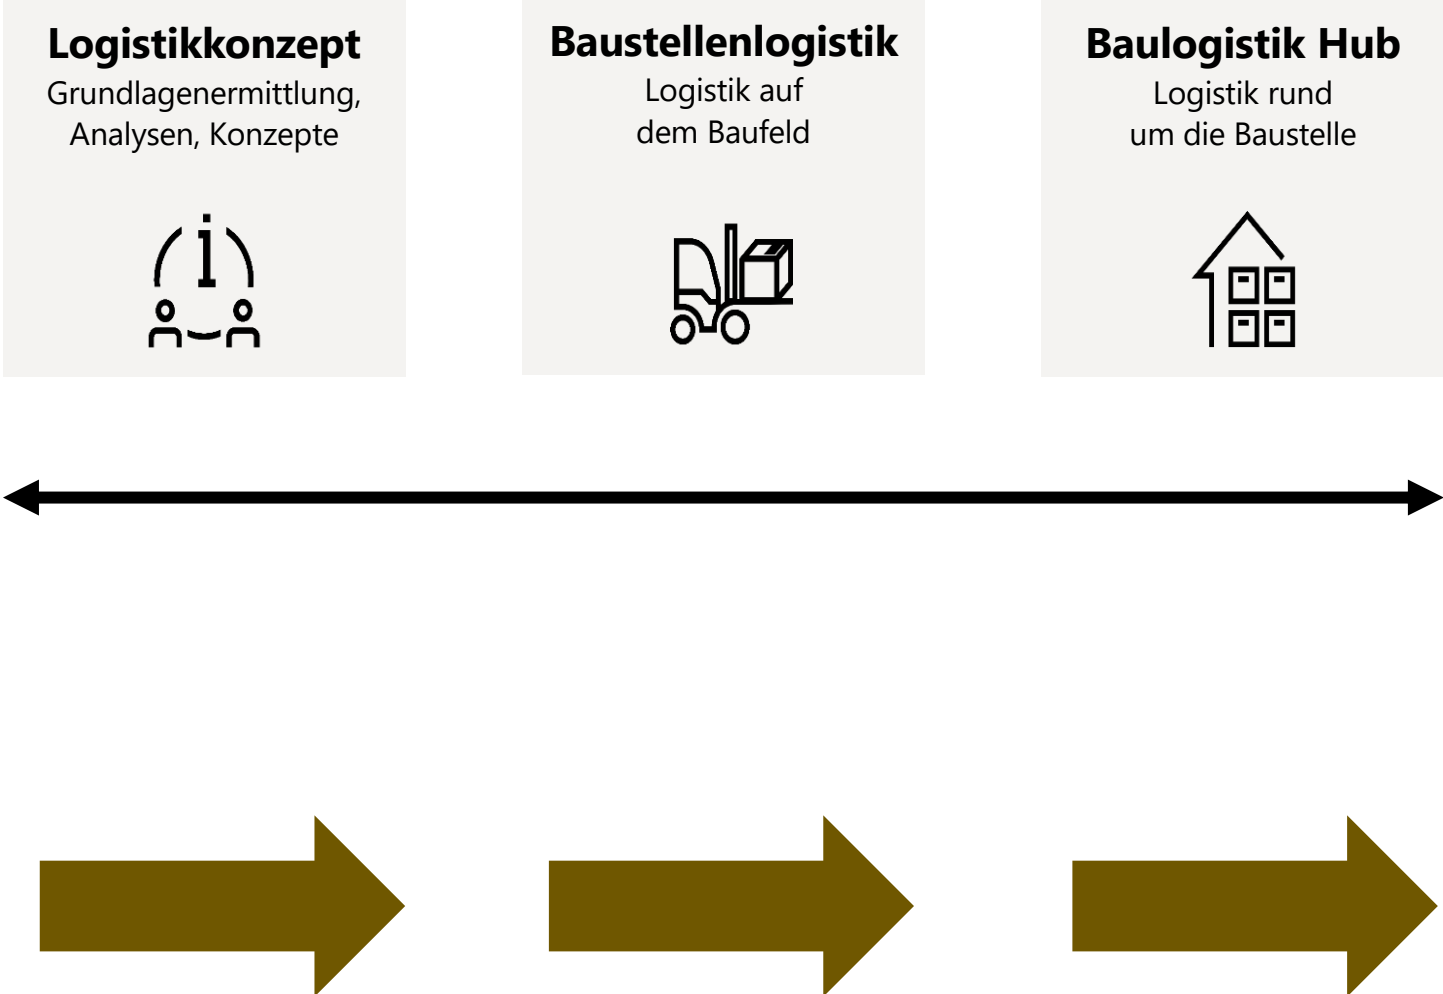 Logistikkonzept
Grundlagenermittlung,
Analysen, Konzepte
Baustellenlogistik
Logistik auf
dem Baufeld
Baulogistik Hub
Logistik rund
um die Baustelle